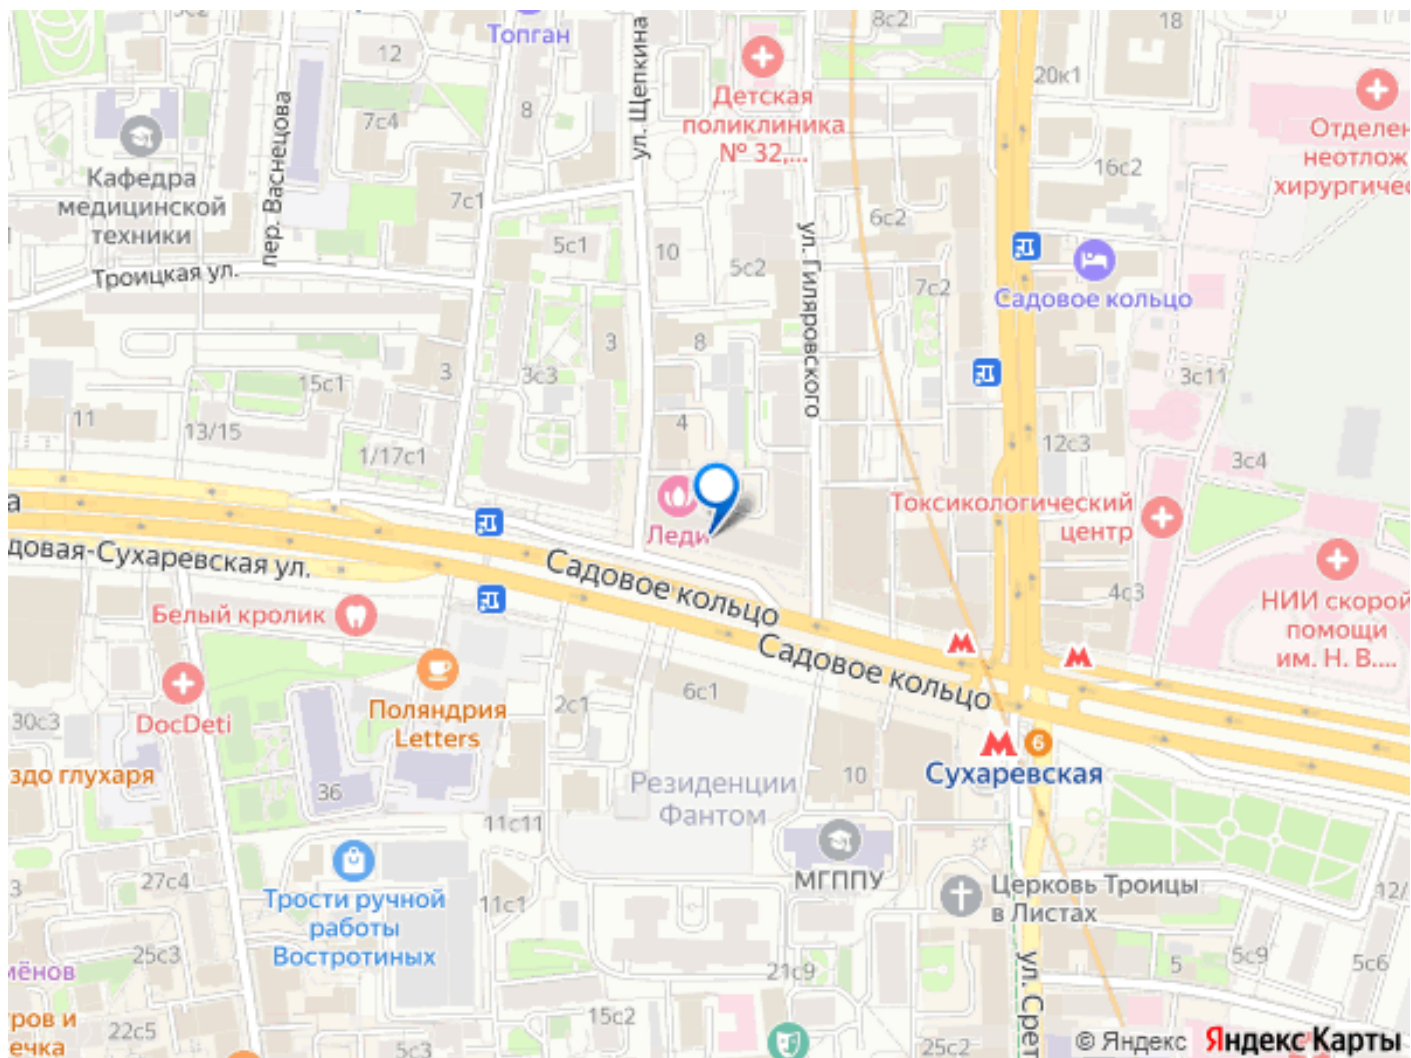 Топган
8с2
18
12
ул. Щепкина
20к1
Детская
поликлиника
№ 32,...
Отделен
неотлож
хирургичес
7с4
8
пер. Васнецова
Кафедра
медицинской
техники
16с2
7с1
6с2
5с1
10
5с2
ул. Гиляровского
Троицкая ул.
7с2
Садовое кольцо
3
8
3
3с3
15с1
3с11
11
13/15
4
12с3
1/17с1
3с4
Токсикологический
центр
Леди
а
довая-Сухаревская ул.
Садовое кольцо
Белый кролик
4с3
НИИ скорой
помощи
им. Н. В....
Садовое кольцо
6с1
2с1
DocDeti
Поляндрия
Letters
30с3
6
Сухаревская
здо глухаря
10
Резиденции
Фантом
36
11с11
МГППУ
27с4
3
Церковь Троицы
в Листах
12/
Трости ручной
работы
Востротиных
11с1
25с3
5с9
5
5с6
мёнов
21с9
ул. Срет
ров и
ечка
22с5
15с2
5с3
25с2
© Яндекс Яндекс Карты